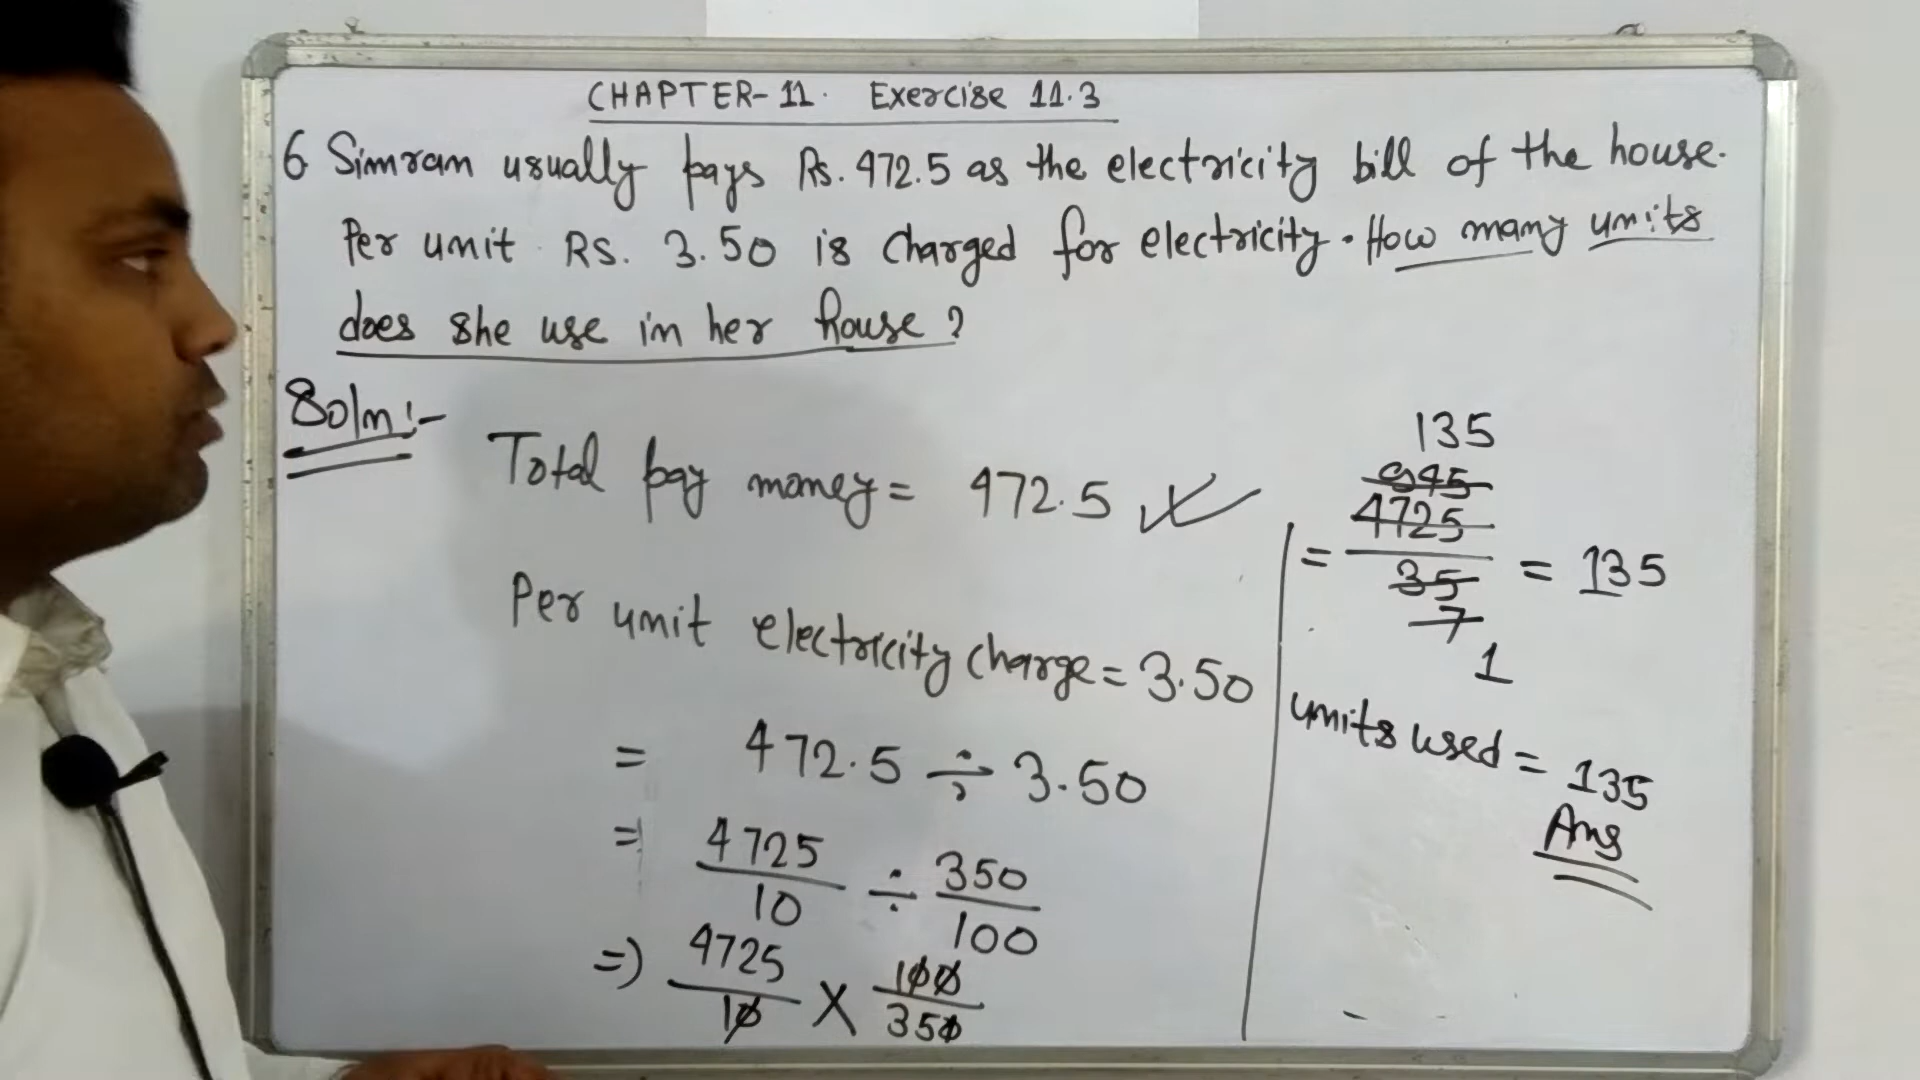 CHAPTER-11. Exercise 11.3
6 Simran usually pays Rs. 472.5 as the electricity bill of the house.
Per unit RS. 3.50 is charged for electricity. How many units
does she use in her house?
Soln:-
Total pay money = 472.5
Per unit electricity charge = 3.50
= 472.5 ÷ 3.50
= 4725/10 ÷ 350/100
=) 4725/10 X 100/350
135
945
= 4725/35 = 135
7
1
units used = 135
Ans